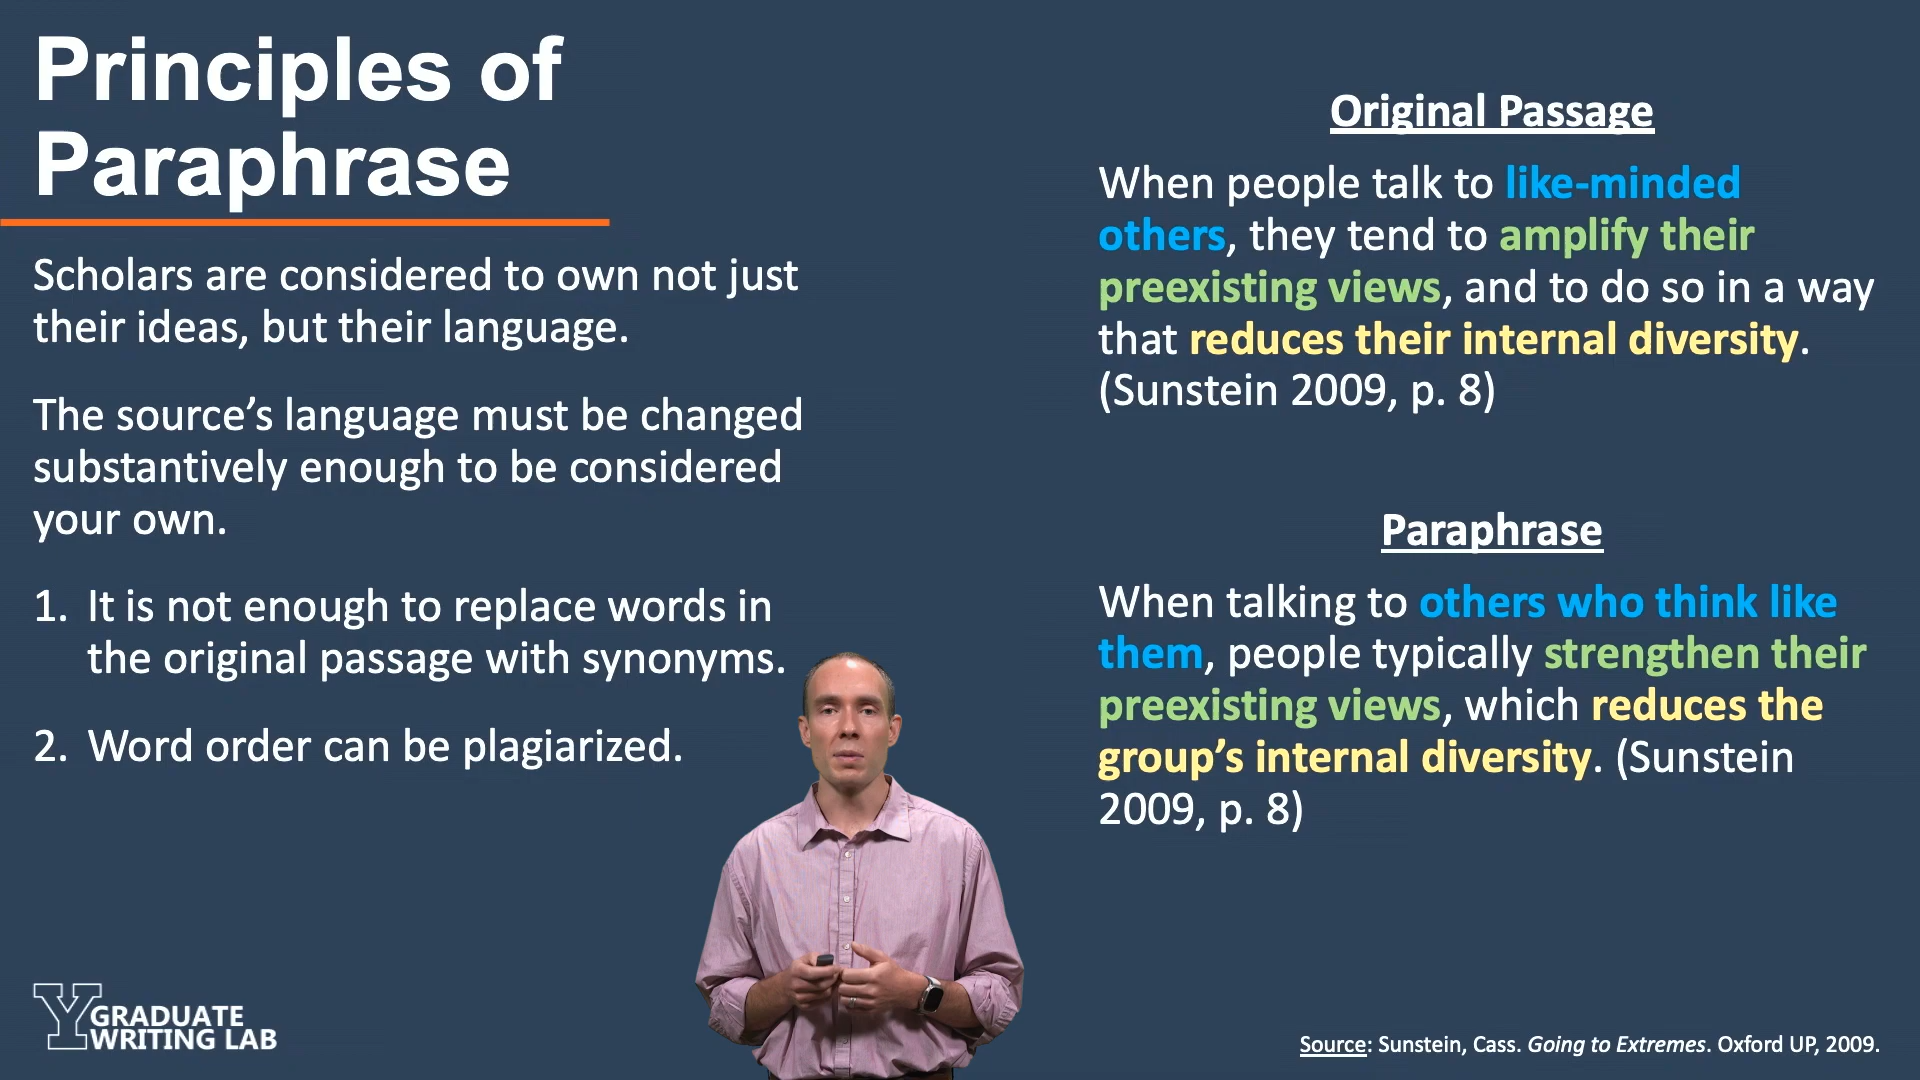 Principles of
Paraphrase
Scholars are considered to own not just
their ideas, but their language.
The source’s language must be changed
substantively enough to be considered
your own.
1. It is not enough to replace words in
the original passage with synonyms.
2. Word order can be plagiarized.
Original Passage
When people talk to like-minded
others, they tend to amplify their
preexisting views, and to do so in a way
that reduces their internal diversity.
(Sunstein 2009, p. 8)
Paraphrase
When talking to others who think like
them, people typically strengthen their
preexisting views, which reduces the
group’s internal diversity. (Sunstein
2009, p. 8)
Y GRADUATE
WRITING LAB
Source: Sunstein, Cass. Going to Extremes. Oxford UP, 2009.